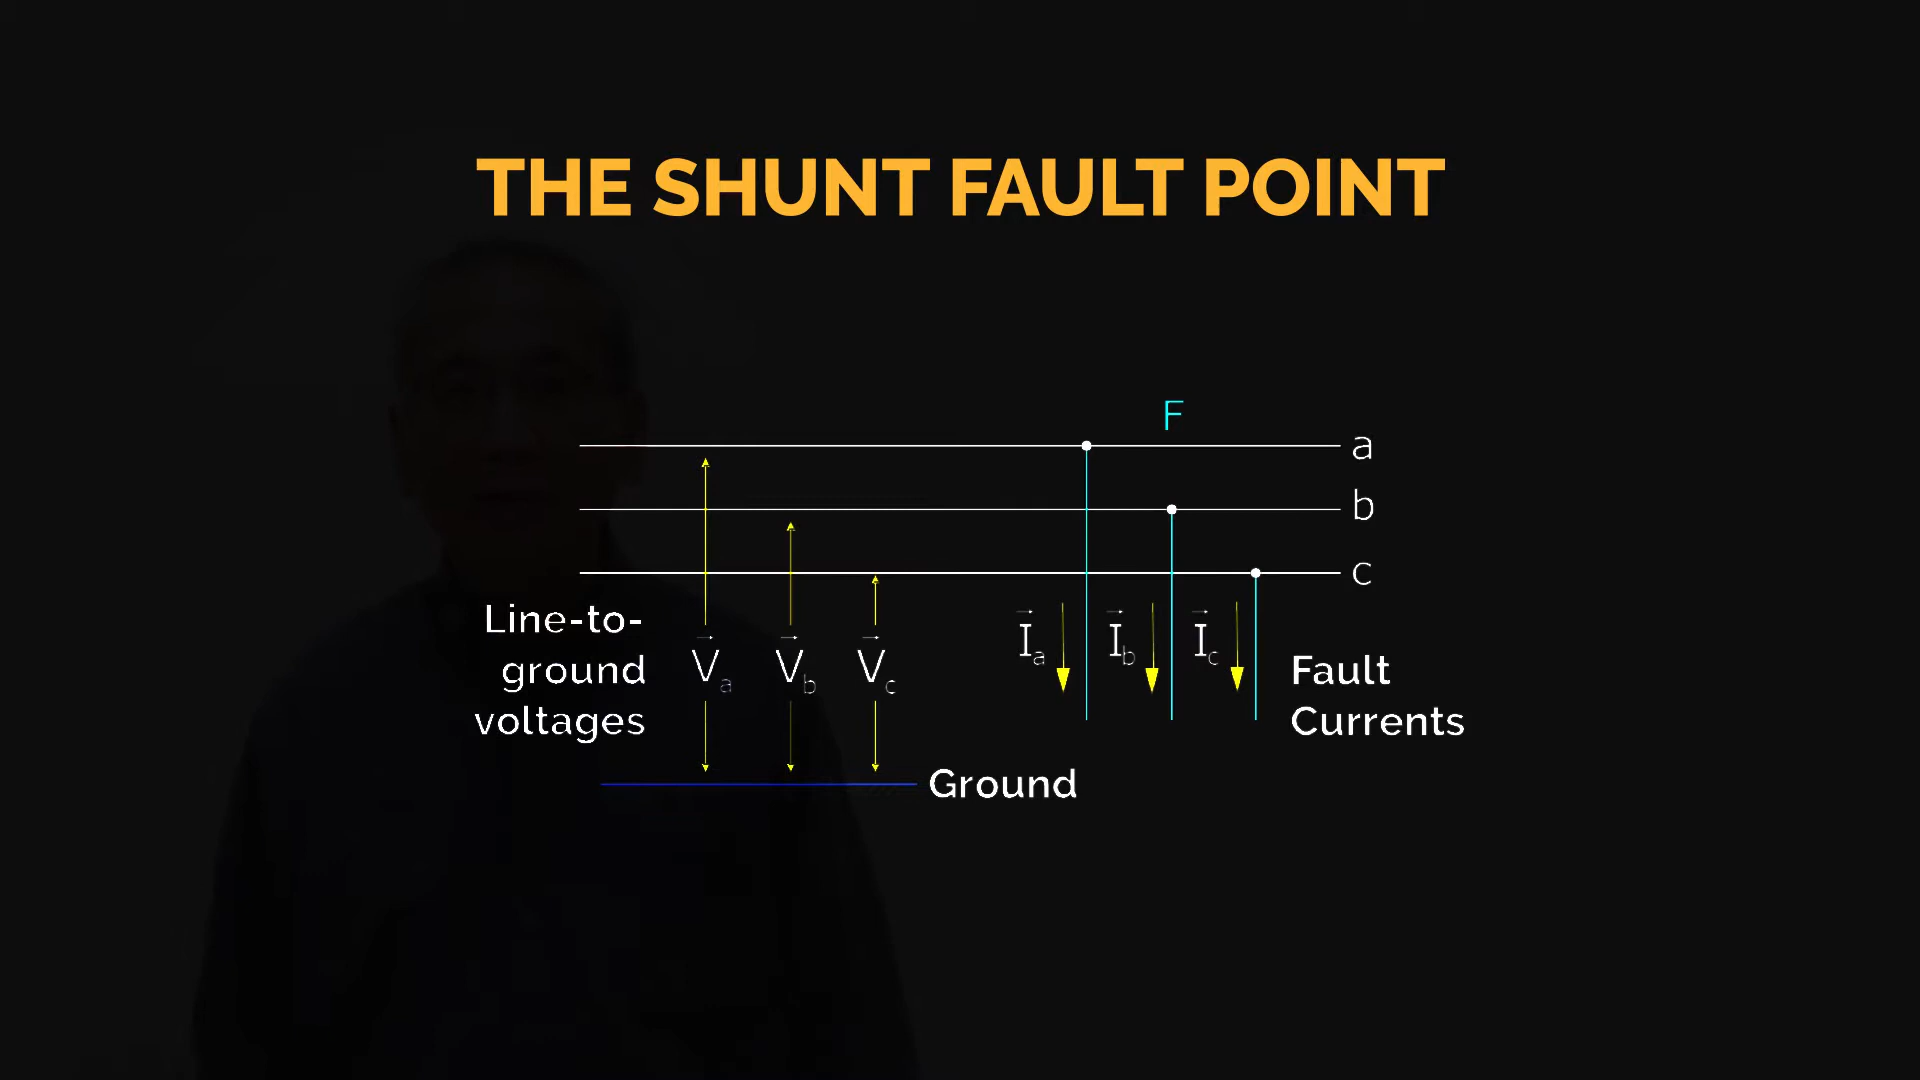 THE SHUNT FAULT POINT
F
a
b
c
Line-to-
ground
voltages
V⃗a
V⃗b
V⃗c
I⃗a
I⃗b
I⃗c
Fault
Currents
Ground